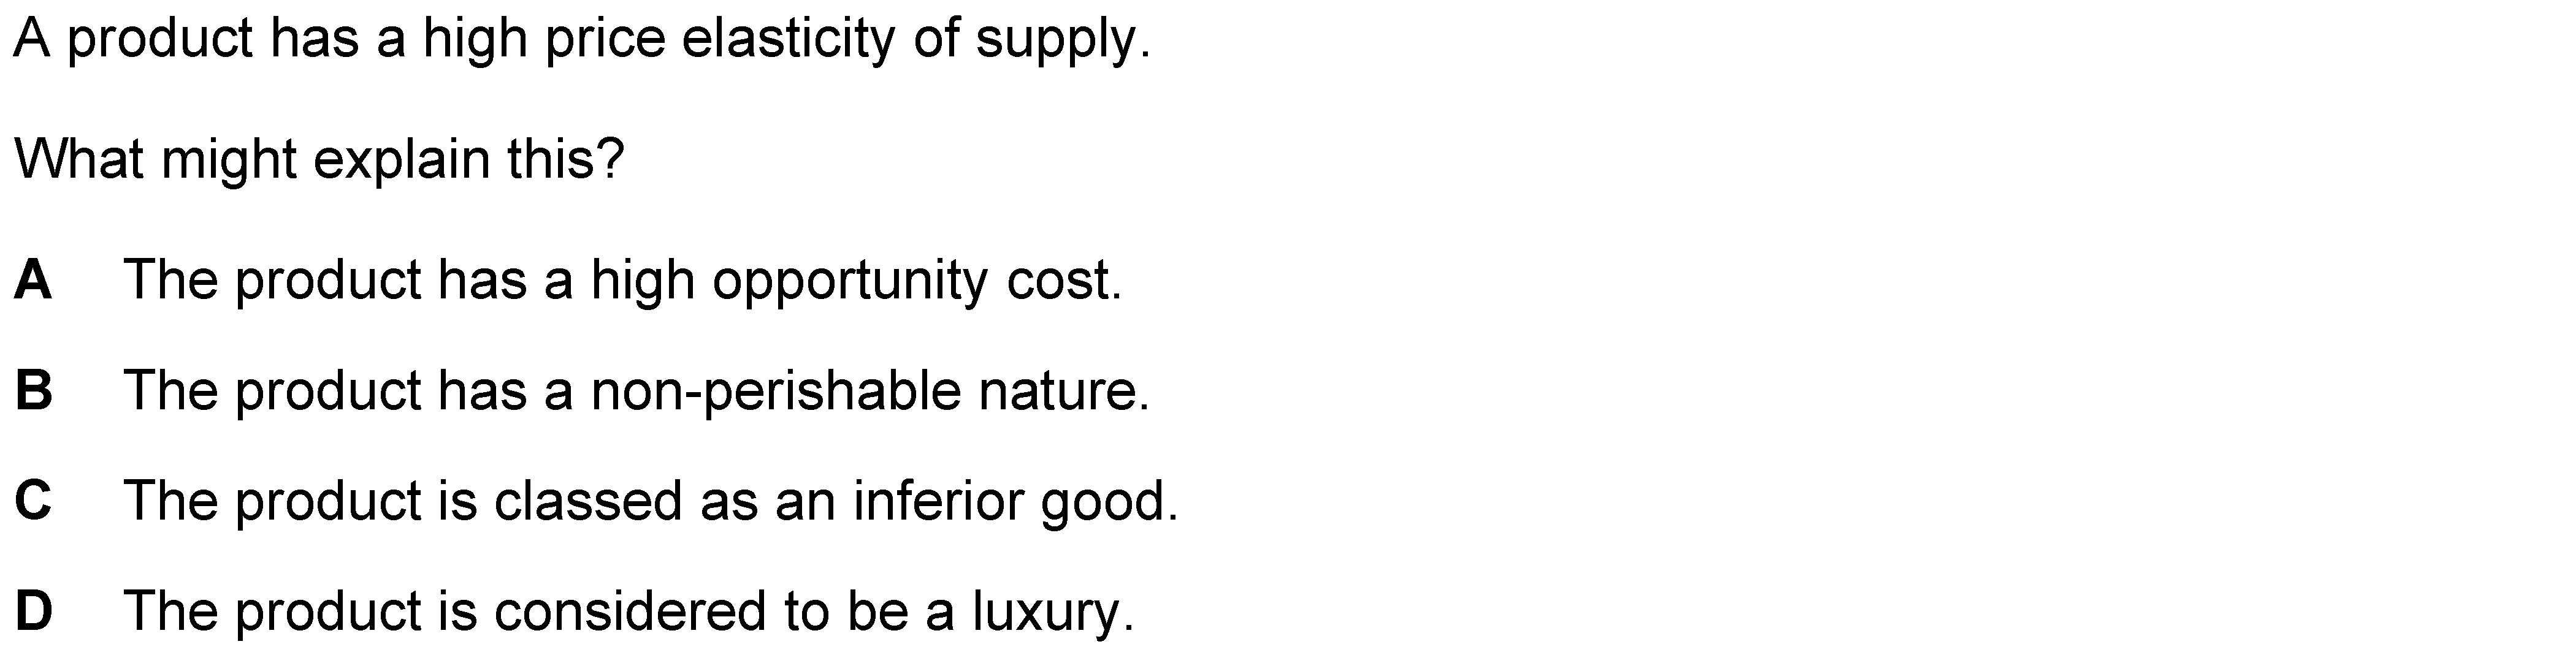 A product has a high price elasticity of supply.
What might explain this?
A The product has a high opportunity cost.
B The product has a non-perishable nature.
C The product is classed as an inferior good.
D The product is considered to be a luxury.